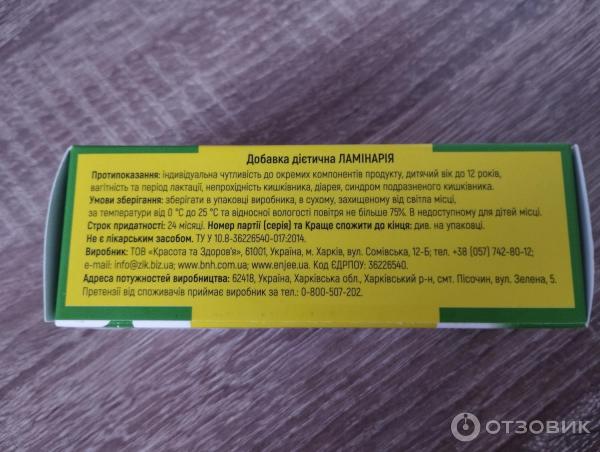 Добавка дієтична ЛАМІНАРІЯ
Протипоказання: індивідуальна чутливість до окремих компонентів продукту, дитячий вік до 12 років,
вагітність та період лактації, непрохідність кишківника, діарея, синдром подразненого кишківника.
Умови зберігання: зберігати в упаковці виробника, в сухому, захищеному від світла місці,
за температури від 0 °С до 25 °С та відносної вологості повітря не більше 75%. В недоступному для дітей місці.
Строк придатності: 24 місяці. Номер партії (серія) та Краще спожити до кінця: див. на упаковці.
Не є лікарським засобом. ТУ У 10.8-36226540-017:2014.
Виробник: ТОВ «Красота та Здоров'я», 61001, Україна, м. Харків, вул. Сомівська, 12-Б; тел. +38 (057) 742-80-12;
e-mail: info@zik.biz.ua; www.bnh.com.ua; www.enjee.ua. Код ЄДРПОУ: 36226540.
Адреса потужностей виробництва: 62418, Україна, Харківська обл., Харківський р-н, смт. Пісочин, вул. Зелена, 5.
Претензії від споживачів приймає виробник за тел.: 0-800-507-202.
ОТЗОВИК